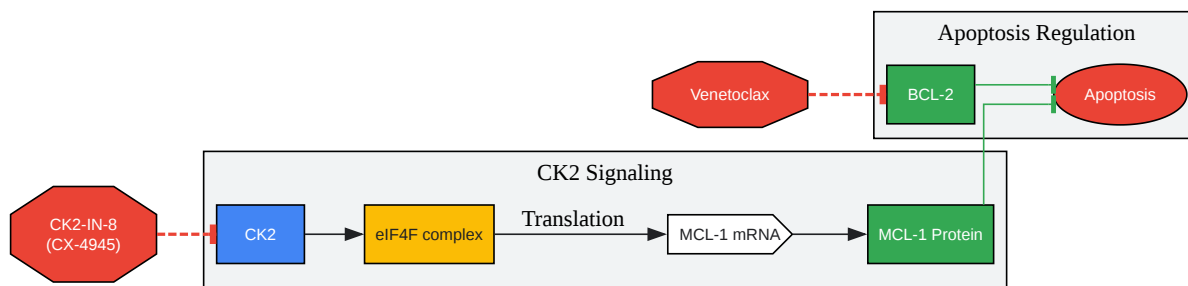 Apoptosis Regulation
Venetoclax
BCL-2
Apoptosis
CK2 Signaling
CK2-IN-8
(CX-4945)
CK2
eIF4F complex
Translation
MCL-1 mRNA
MCL-1 Protein